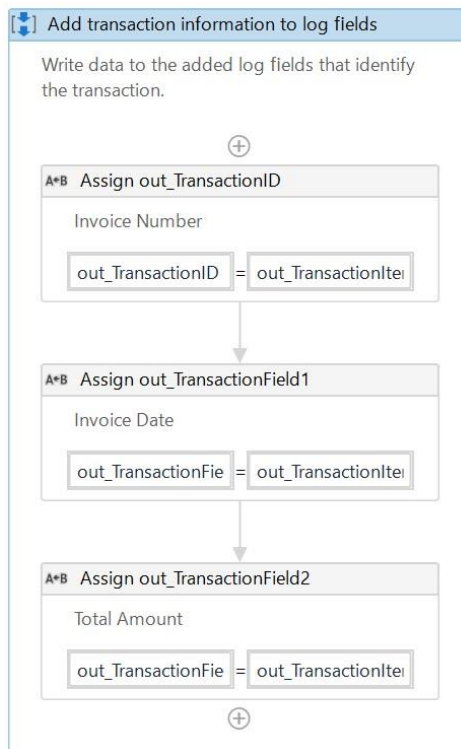 Add transaction information to log fields
Write data to the added log fields that identify
the transaction.
A←B Assign out_TransactionID
Invoice Number
out_TransactionID = out_TransactionIter
A←B Assign out_TransactionField1
Invoice Date
out_TransactionFie = out_TransactionIter
A←B Assign out_TransactionField2
Total Amount
out_TransactionFie = out_TransactionIter